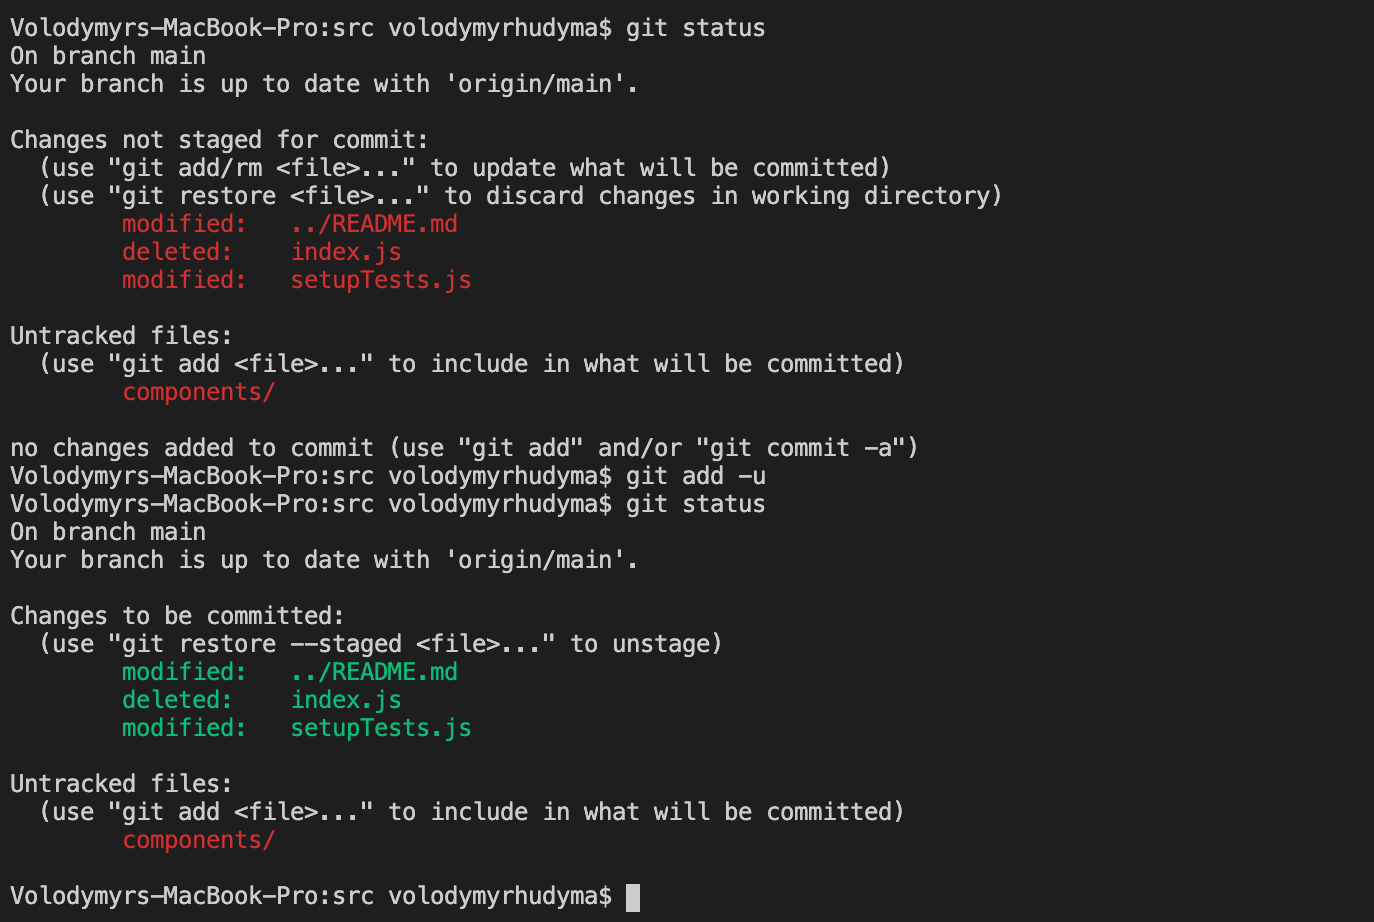 Volodymyrs-MacBook-Pro:src volodymyrhudyma$ git status
On branch main
Your branch is up to date with 'origin/main'.

Changes not staged for commit:
  (use "git add/rm <file>..." to update what will be committed)
  (use "git restore <file>..." to discard changes in working directory)
        modified:   ../README.md
        deleted:    index.js
        modified:   setupTests.js

Untracked files:
  (use "git add <file>..." to include in what will be committed)
        components/

no changes added to commit (use "git add" and/or "git commit -a")
Volodymyrs-MacBook-Pro:src volodymyrhudyma$ git add -u
Volodymyrs-MacBook-Pro:src volodymyrhudyma$ git status
On branch main
Your branch is up to date with 'origin/main'.

Changes to be committed:
  (use "git restore --staged <file>..." to unstage)
        modified:   ../README.md
        deleted:    index.js
        modified:   setupTests.js

Untracked files:
  (use "git add <file>..." to include in what will be committed)
        components/

Volodymyrs-MacBook-Pro:src volodymyrhudyma$